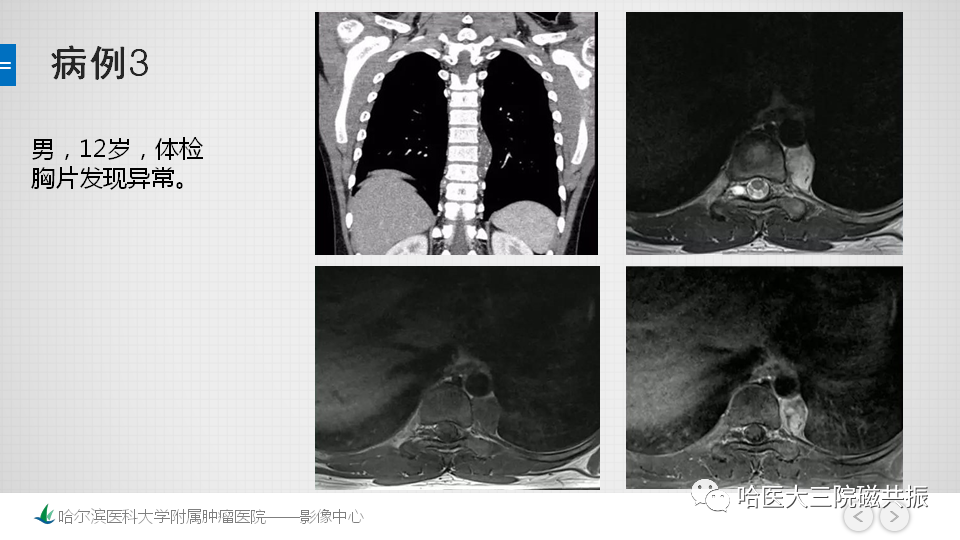 病例3
男，12岁，体检
胸片发现异常。
哈医大三院磁共振
哈尔滨医科大学附属肿瘤医院——影像中心